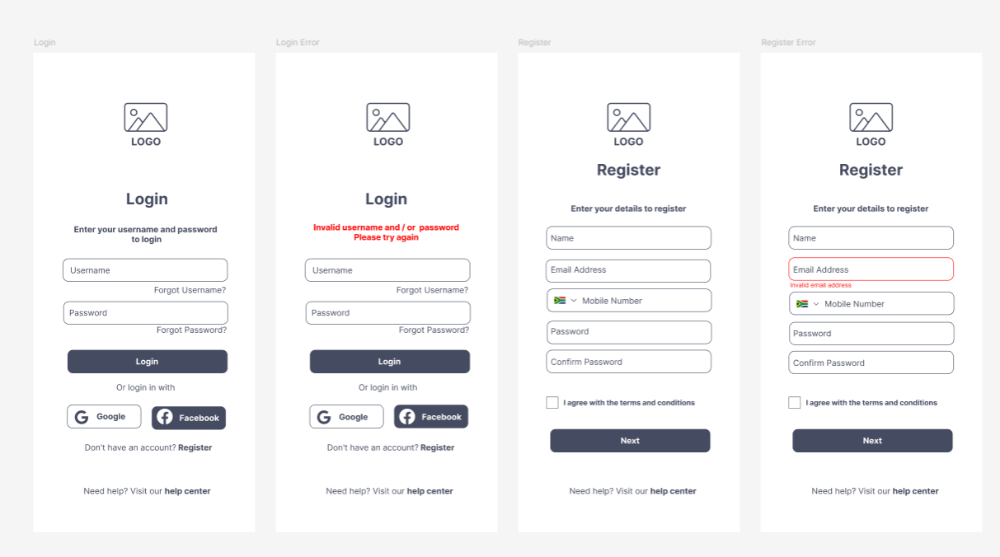 Login
LOGO
Login
Enter your username and password
to login
Username
Forgot Username?
Password
Forgot Password?
Login
Or login in with
Google
Facebook
Don't have an account? Register
Need help? Visit our help center
Login Error
LOGO
Login
Invalid username and / or password
Please try again
Username
Forgot Username?
Password
Forgot Password?
Login
Or login in with
Google
Facebook
Don't have an account? Register
Need help? Visit our help center
Register
LOGO
Register
Enter your details to register
Name
Email Address
Mobile Number
Password
Confirm Password
I agree with the terms and conditions
Next
Need help? Visit our help center
Register Error
LOGO
Register
Enter your details to register
Name
Email Address
Invalid email address
Mobile Number
Password
Confirm Password
I agree with the terms and conditions
Next
Need help? Visit our help center